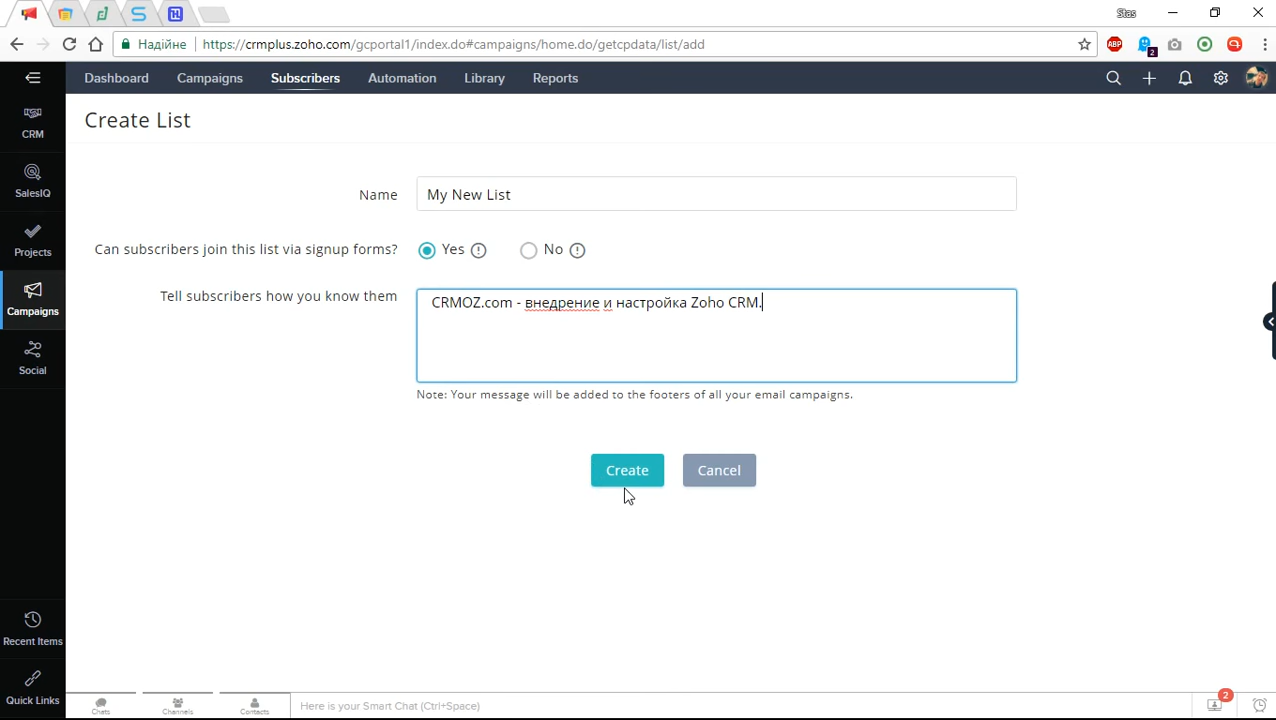 Stas
Надійне https://crmplus.zoho.com/gcportal1/index.do#campaigns/home.do/getcpdata/list/add
ABP
2
Dashboard Campaigns Subscribers Automation Library Reports
CRM
SalesIQ
Projects
Campaigns
Social
Recent Items
Quick Links
Create List
Name My New List
Can subscribers join this list via signup forms? Yes No
Tell subscribers how you know them CRMOZ.com - внедрение и настройка Zoho CRM.
Note: Your message will be added to the footers of all your email campaigns.
Create Cancel
Chats Channels Contacts Here is your Smart Chat (Ctrl+Space) 2